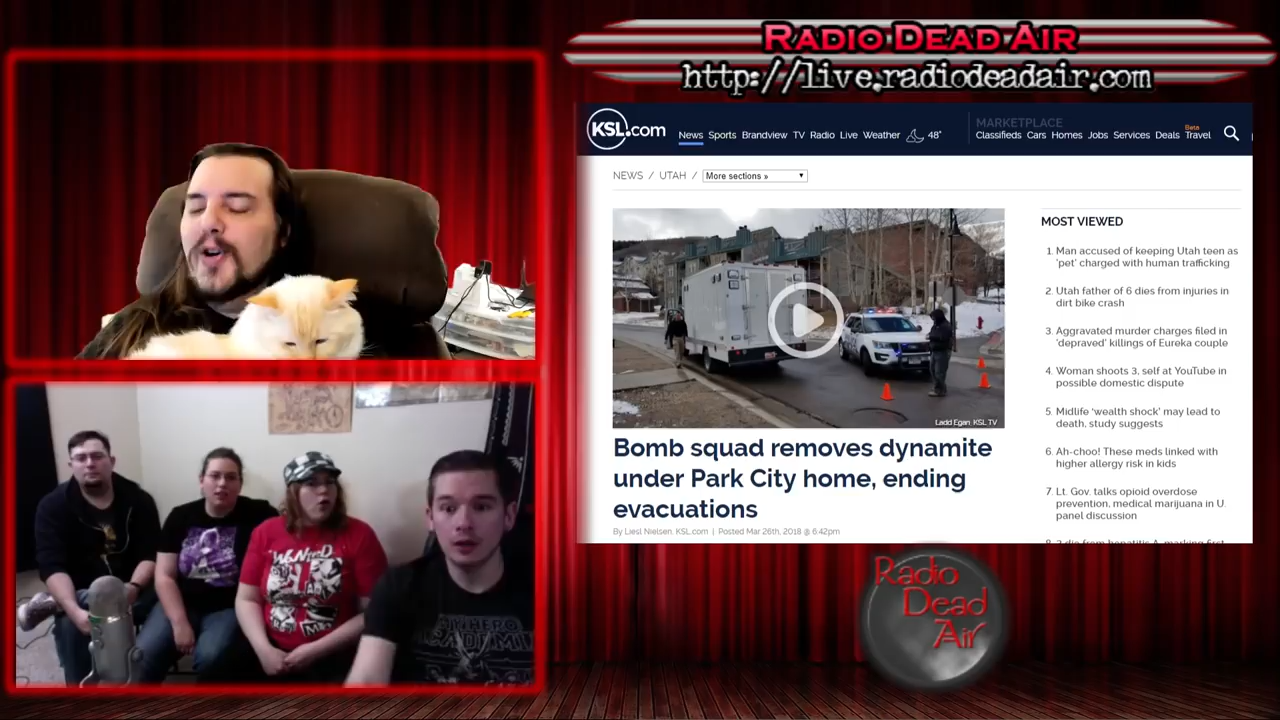 RADIO DEAD AIR
http://live.radiodeadair.com
KSL.com
News Sports Brandview TV Radio Live Weather 48°
MARKETPLACE
Classifieds Cars Homes Jobs Services Deals Beta Travel
NEWS / UTAH / More sections »
Ladd Egan, KSL TV
Bomb squad removes dynamite
under Park City home, ending
evacuations
By Liesl Nielsen, KSL.com | Posted Mar 26th, 2018 @ 6:42pm
MOST VIEWED
1. Man accused of keeping Utah teen as
'pet' charged with human trafficking
2. Utah father of 6 dies from injuries in
dirt bike crash
3. Aggravated murder charges filed in
'depraved' killings of Eureka couple
4. Woman shoots 3, self at YouTube in
possible domestic dispute
5. Midlife 'wealth shock' may lead to
death, study suggests
6. Ah-choo! These meds linked with
higher allergy risk in kids
7. Lt. Gov. talks opioid overdose
prevention, medical marijuana in U.
panel discussion
WANTED
MY HERO
ACADEMIA
Radio
Dead
Air